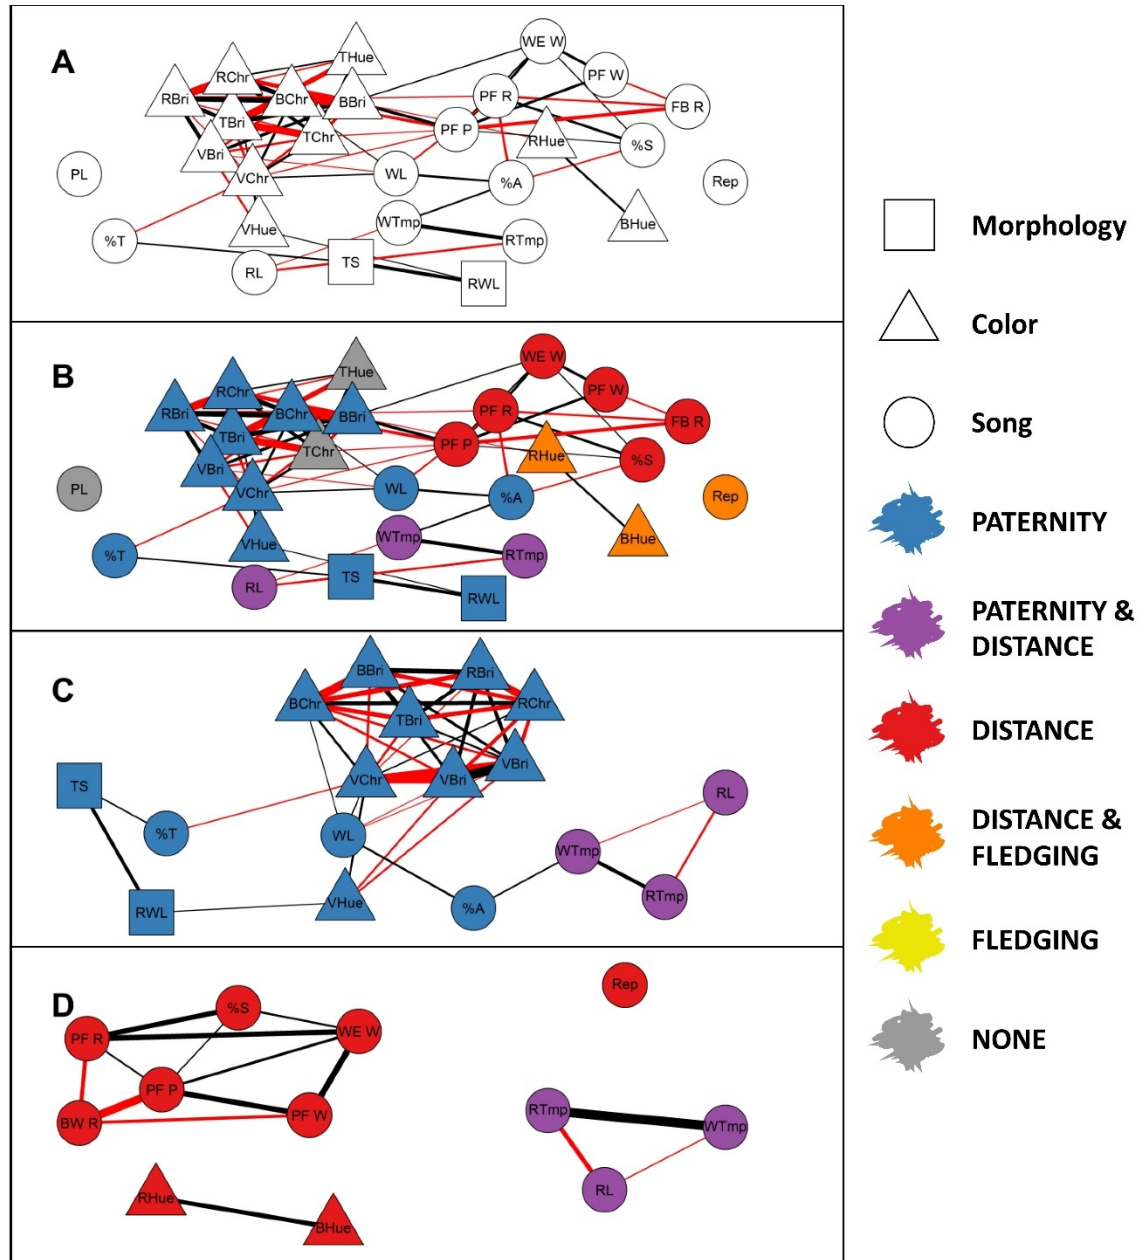 A
THue
WE W
RChr
PF W
RBri
BChr
BBri
PF R
FB R
TBri
PF P
TChr
RHue
%S
VBri
PL
VChr
WL
%A
Rep
WTmp
BHue
VHue
%T
RTmp
TS
RL
RWL
B
THue
WE W
RChr
PF W
RBri
BChr
BBri
PF R
FB R
TBri
PF P
TChr
RHue
%S
VBri
PL
VChr
WL
%A
Rep
WTmp
BHue
VHue
%T
RTmp
TS
RL
RWL
C
BBri
RBri
BChr
RChr
TBri
VBri
VChr
VBri
TS
RL
%T
WL
WTmp
RTmp
VHue
%A
RWL
D
Rep
%S
WE W
PF R
PF P
RTmp
PF W
BW R
WTmp
RL
RHue
BHue
Morphology
Color
Song
PATERNITY
PATERNITY &
DISTANCE
DISTANCE
DISTANCE &
FLEDGING
FLEDGING
NONE